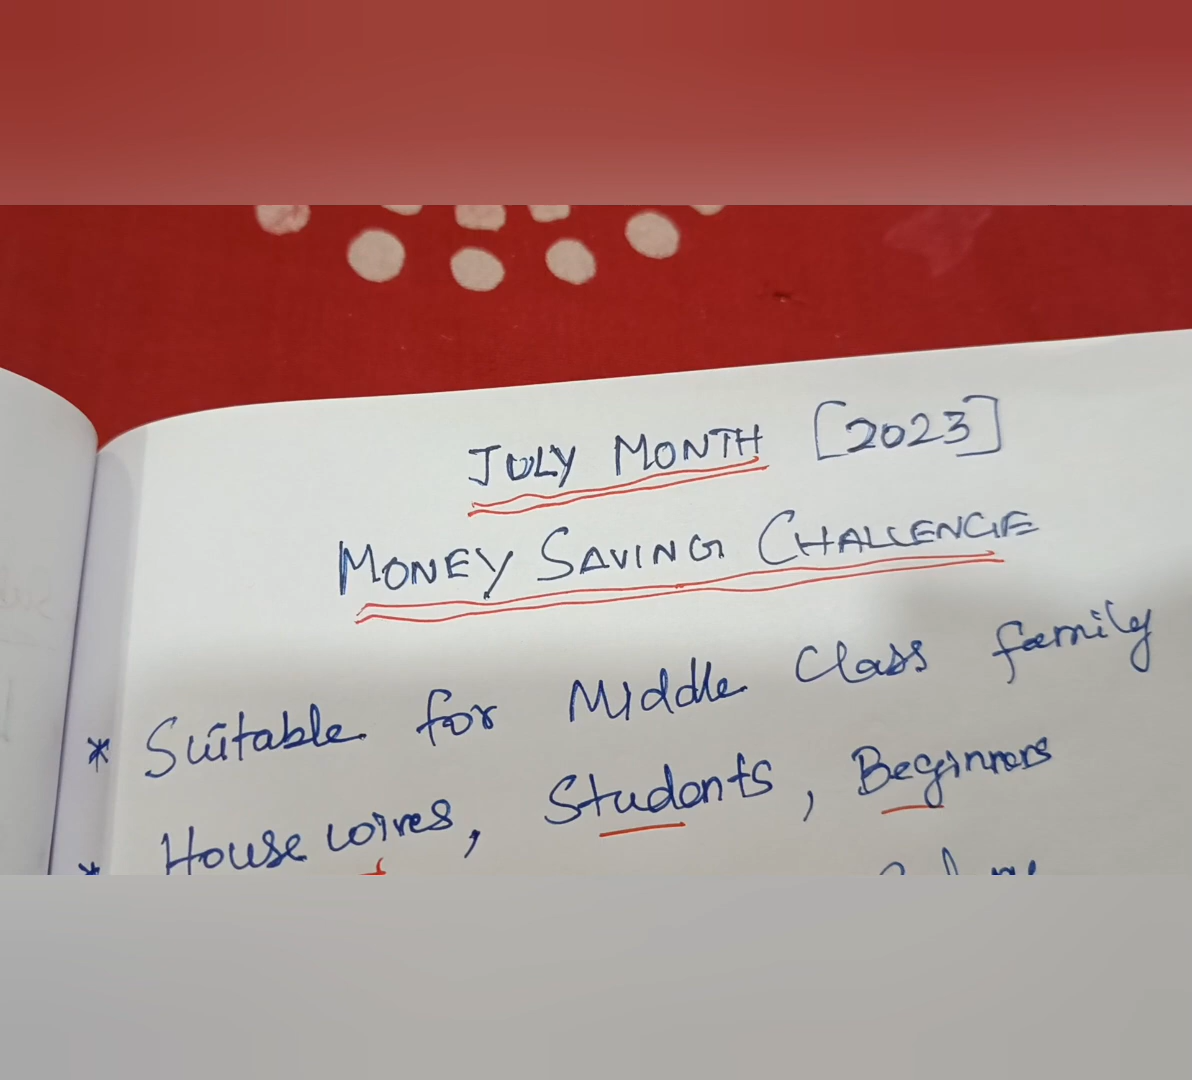 JULY MONTH [2023]
MONEY SAVING CHALLENGE
* Suitable for Middle Class family
House wives, Students, Beginners